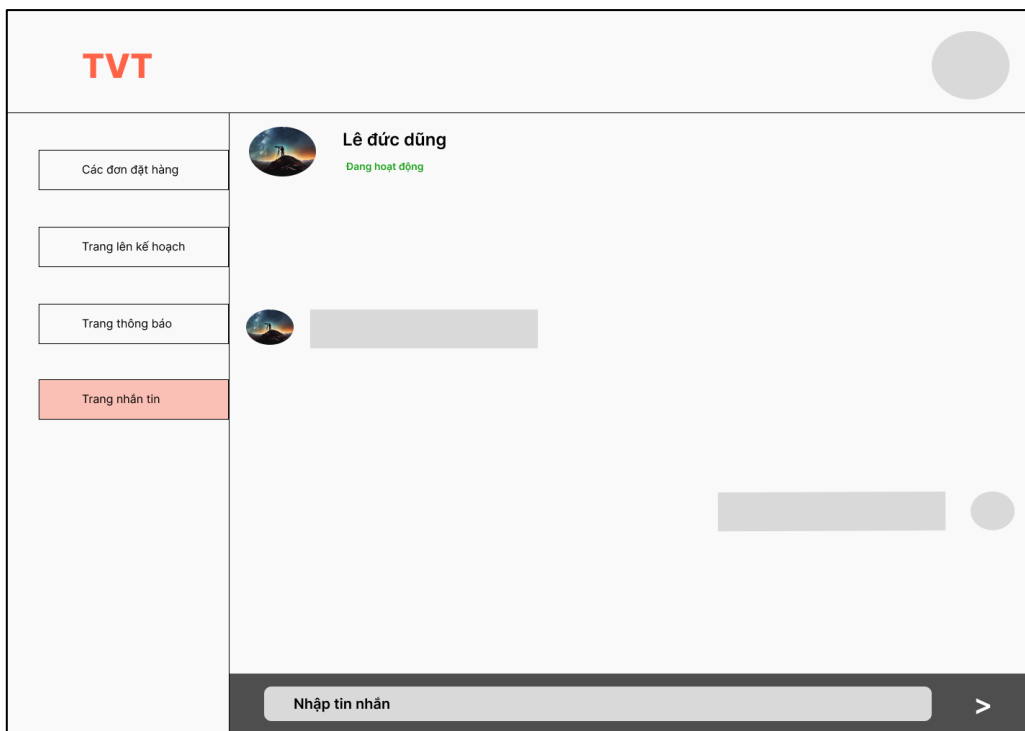 TVT
Các đơn đặt hàng
Trang lên kế hoạch
Trang thông báo
Trang nhắn tin
Lê đức dũng
Đang hoạt động
Nhập tin nhắn
>